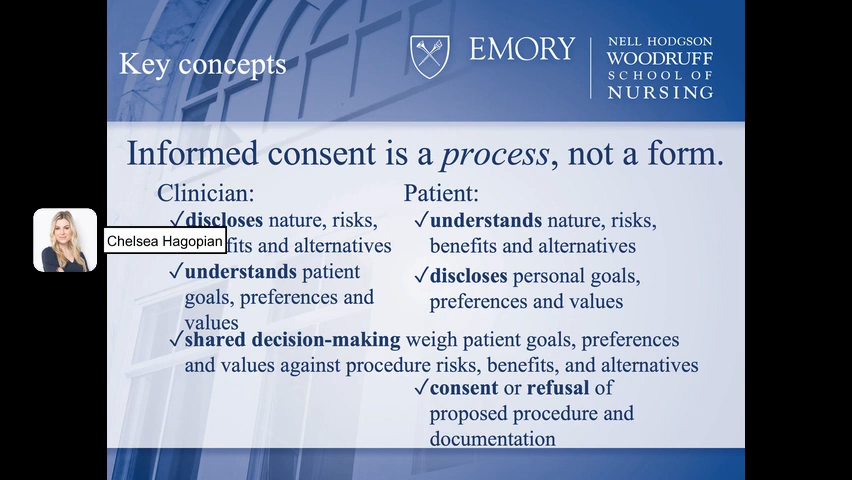 Key concepts
EMORY
NELL HODGSON
WOODRUFF
SCHOOL OF
NURSING
Informed consent is a process, not a form.
Clinician:
✓discloses nature, risks,
fits and alternatives
✓understands patient
goals, preferences and
values
Patient:
✓understands nature, risks,
benefits and alternatives
✓discloses personal goals,
preferences and values
✓shared decision-making weigh patient goals, preferences
and values against procedure risks, benefits, and alternatives
✓consent or refusal of
proposed procedure and
documentation
Chelsea Hagopian